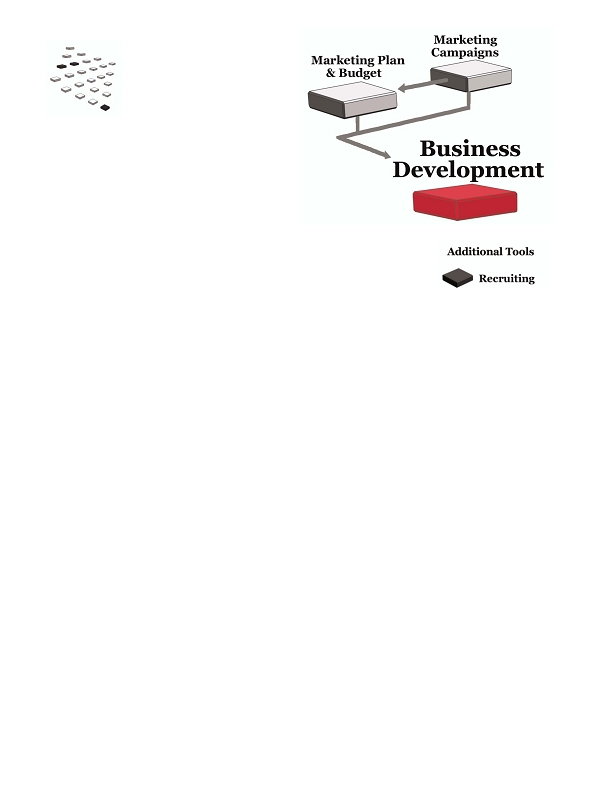 Marketing
Campaigns
Marketing Plan
& Budget
Business
Development
Additional Tools
Recruiting